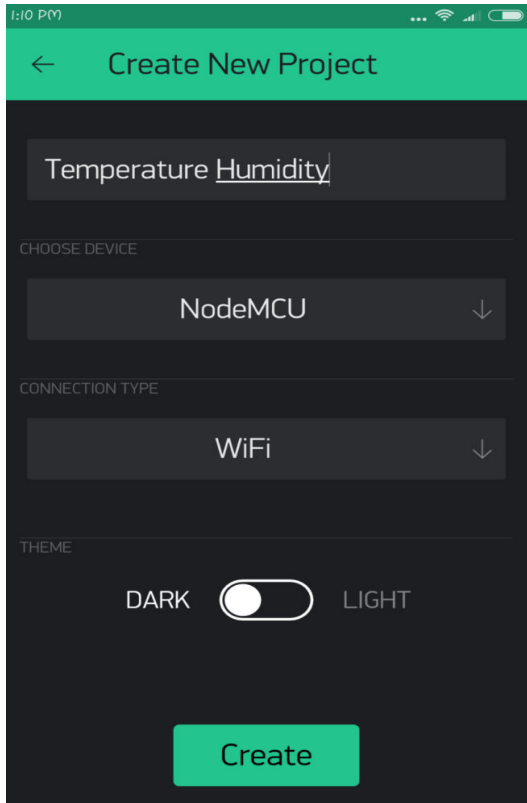 1:10 PM
Create New Project
Temperature Humidity
CHOOSE DEVICE
NodeMCU
CONNECTION TYPE
WiFi
THEME
DARK LIGHT
Create